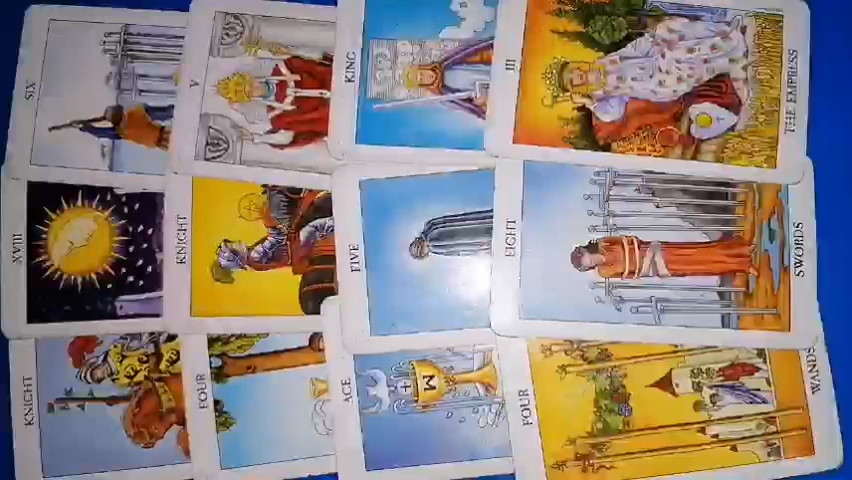 SIX
V
KING
III
THE EMPRESS
XVIII
KNIGHT
FIVE
EIGHT
SWORDS
KNIGHT
FOUR
ACE
FOUR
WANDS